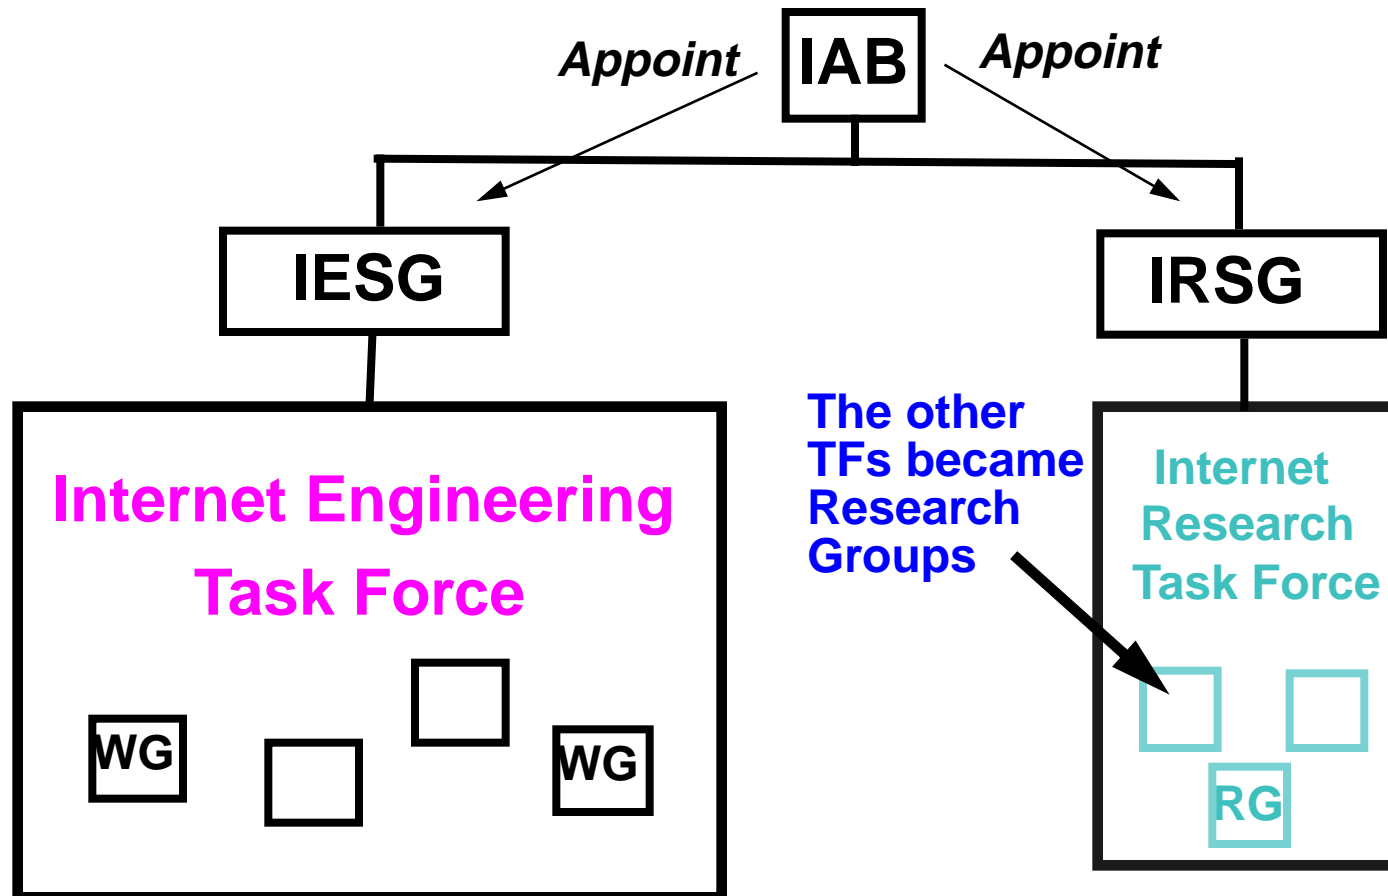 Appoint
IAB
Appoint
IESG
IRSG
Internet Engineering
Task Force
WG
WG
The other
TFs became
Research
Groups
Internet
Research
Task Force
RG